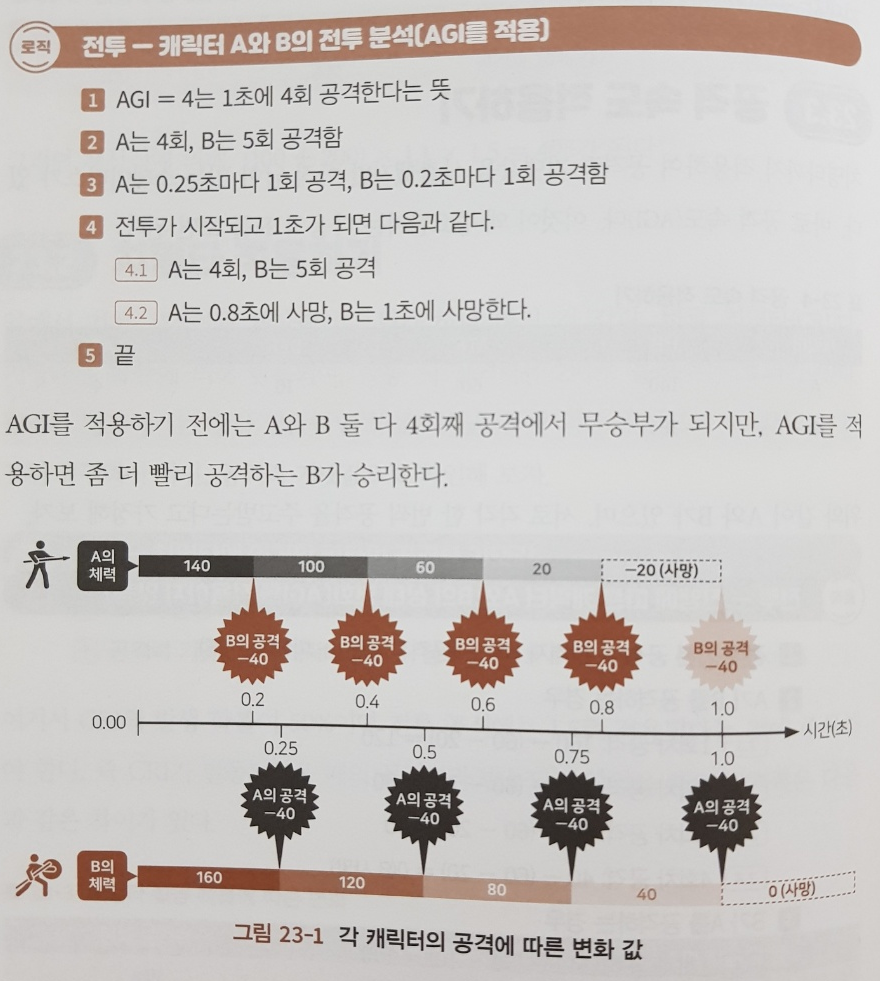 로직 전투 — 캐릭터 A와 B의 전투 분석(AGI를 적용)
1 AGI = 4는 1초에 4회 공격한다는 뜻
2 A는 4회, B는 5회 공격함
3 A는 0.25초마다 1회 공격, B는 0.2초마다 1회 공격함
4 전투가 시작되고 1초가 되면 다음과 같다.
4.1 A는 4회, B는 5회 공격
4.2 A는 0.8초에 사망, B는 1초에 사망한다.
5 끝
AGI를 적용하기 전에는 A와 B 둘 다 4회째 공격에서 무승부가 되지만, AGI를 적
용하면 좀 더 빨리 공격하는 B가 승리한다.
A의
체력
140 100 60 20 −20 (사망)
B의 공격
−40
B의 공격
−40
B의 공격
−40
B의 공격
−40
B의 공격
−40
0.2 0.4 0.6 0.8 1.0
0.00 시간(초)
0.25 0.5 0.75 1.0
A의 공격
−40
A의 공격
−40
A의 공격
−40
A의 공격
−40
B의
체력
160 120 80 40 0 (사망)
그림 23-1 각 캐릭터의 공격에 따른 변화 값